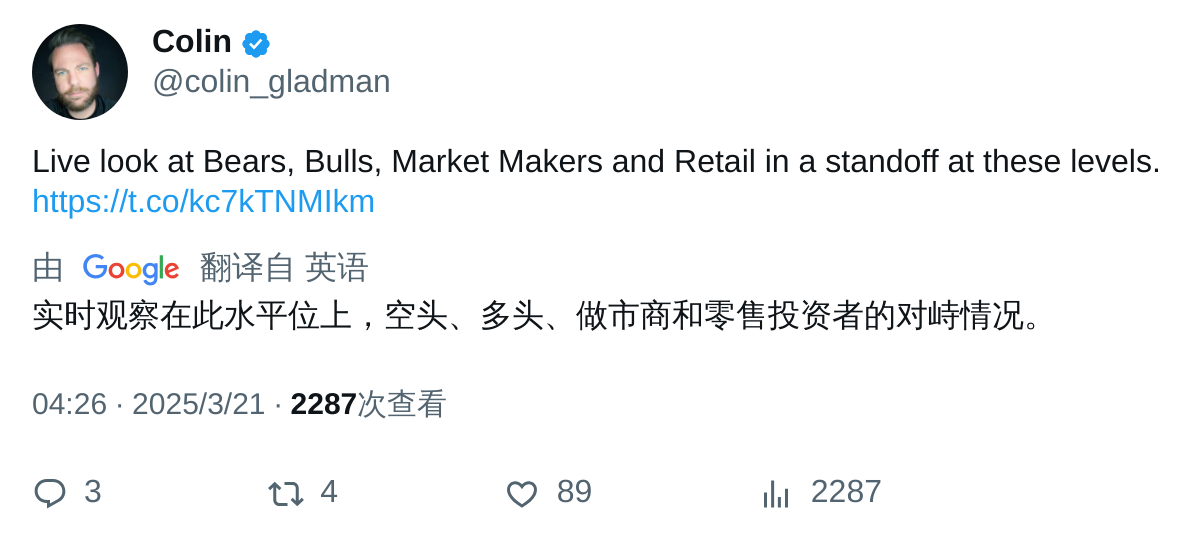 Colin
@colin_gladman
Live look at Bears, Bulls, Market Makers and Retail in a standoff at these levels.
https://t.co/kc7kTNMIkm
由 Google 翻译自 英语
实时观察在此水平位上，空头、多头、做市商和零售投资者的对峙情况。
04:26 · 2025/3/21 · 2287次查看
3 4 89 2287